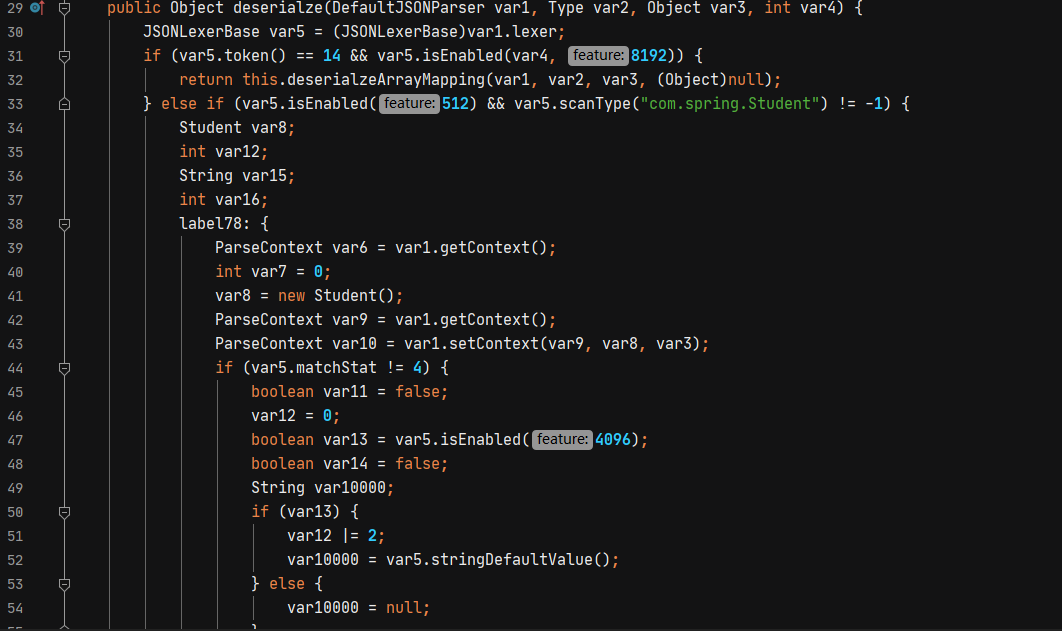 29 public Object deserialze(DefaultJSONParser var1, Type var2, Object var3, int var4) {
30 JSONLexerBase var5 = (JSONLexerBase)var1.lexer;
31 if (var5.token() == 14 && var5.isEnabled(var4, feature: 8192)) {
32 return this.deserialzeArrayMapping(var1, var2, var3, (Object)null);
33 } else if (var5.isEnabled( feature: 512) && var5.scanType("com.spring.Student") != -1) {
34 Student var8;
35 int var12;
36 String var15;
37 int var16;
38 label78: {
39 ParseContext var6 = var1.getContext();
40 int var7 = 0;
41 var8 = new Student();
42 ParseContext var9 = var1.getContext();
43 ParseContext var10 = var1.setContext(var9, var8, var3);
44 if (var5.matchStat != 4) {
45 boolean var11 = false;
46 var12 = 0;
47 boolean var13 = var5.isEnabled( feature: 4096);
48 boolean var14 = false;
49 String var10000;
50 if (var13) {
51 var12 |= 2;
52 var10000 = var5.stringDefaultValue();
53 } else {
54 var10000 = null;